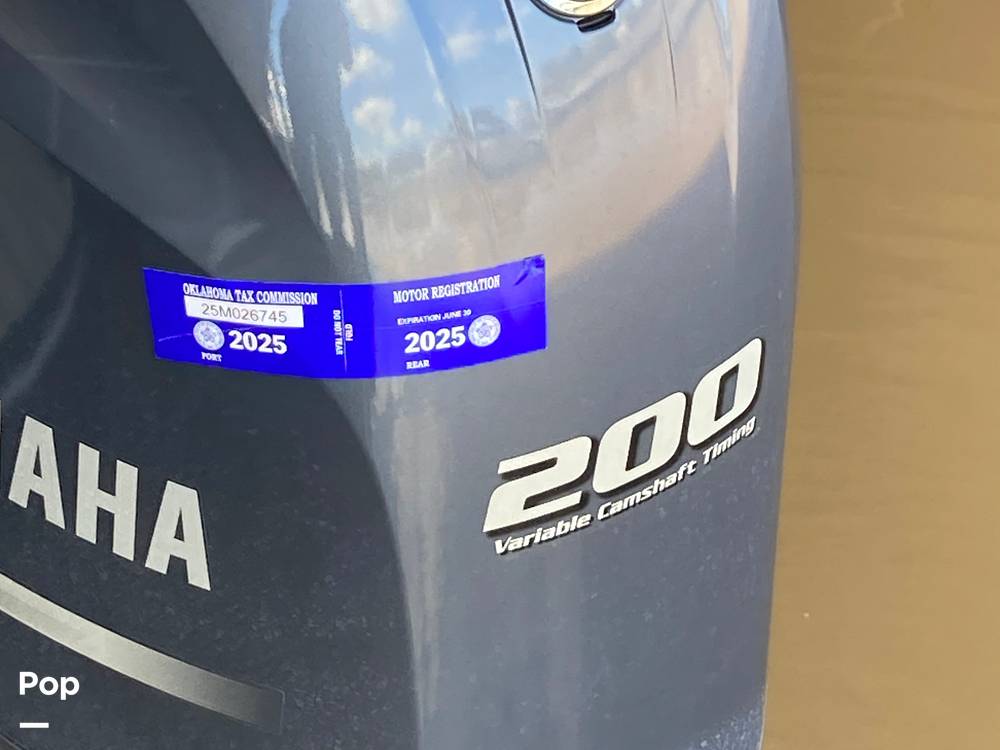 OKLAHOMA TAX COMMISSION
25M026745
2025
PORT
DO NOT TEAR
FOLD
MOTOR REGISTRATION
EXPIRATION JUNE 30
2025
REAR
AHA
200
Variable Camshaft Timing
Pop